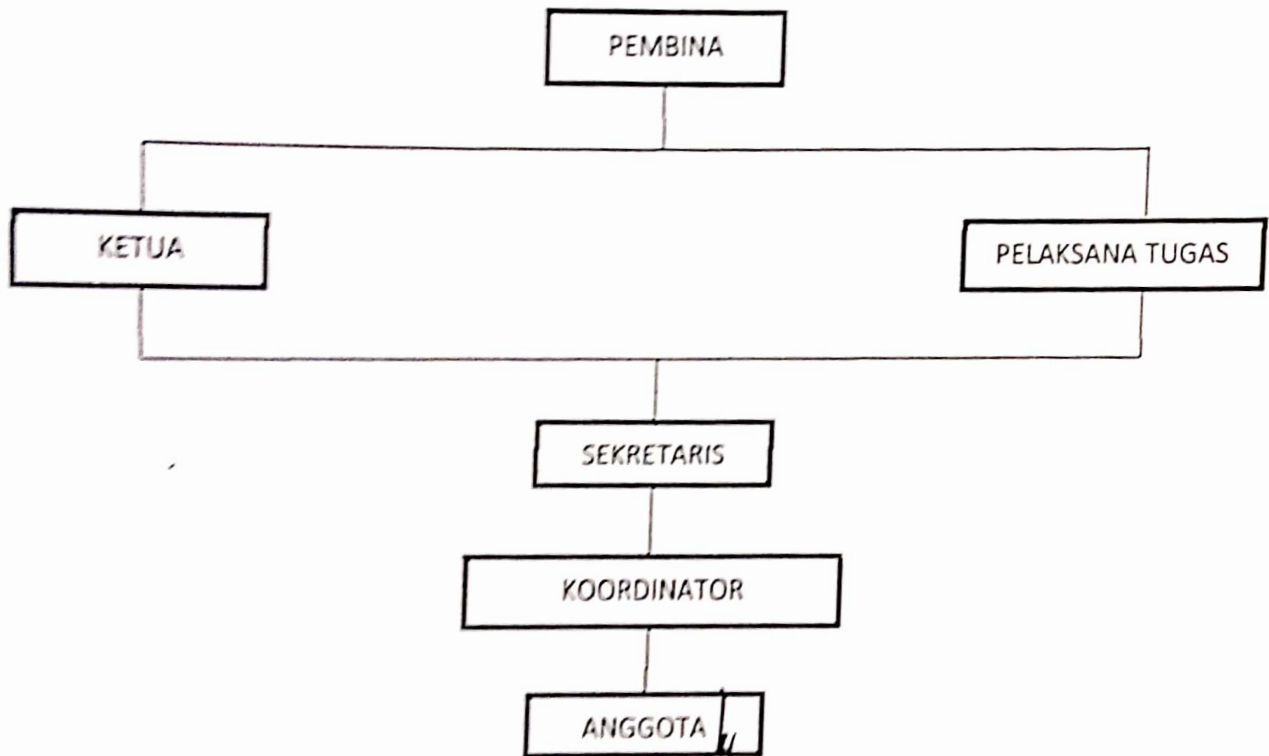 PEMBINA
KETUA
PELAKSANA TUGAS
SEKRETARIS
KOORDINATOR
ANGGOTA